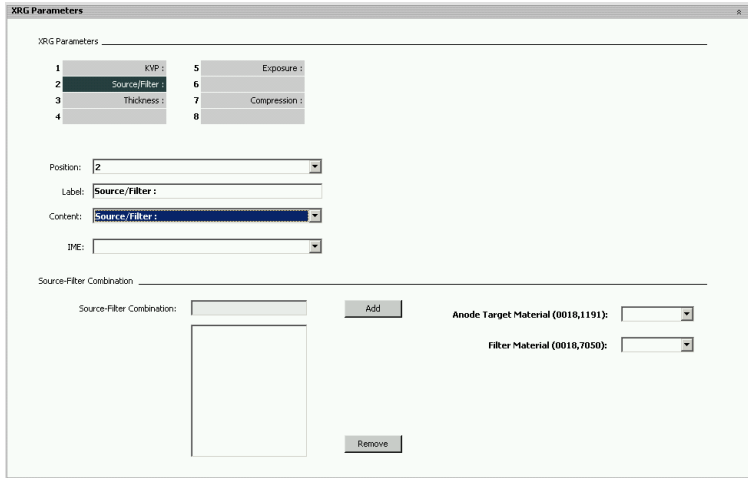 XRG Parameters
XRG Parameters
1 KVP : 5 Exposure :
2 Source/Filter : 6
3 Thickness : 7 Compression :
4 8
Position: 2
Label: Source/Filter :
Content: Source/Filter :
IME:
Source-Filter Combination
Source-Filter Combination: Add Anode Target Material (0018,1191):
Filter Material (0018,7050):
Remove